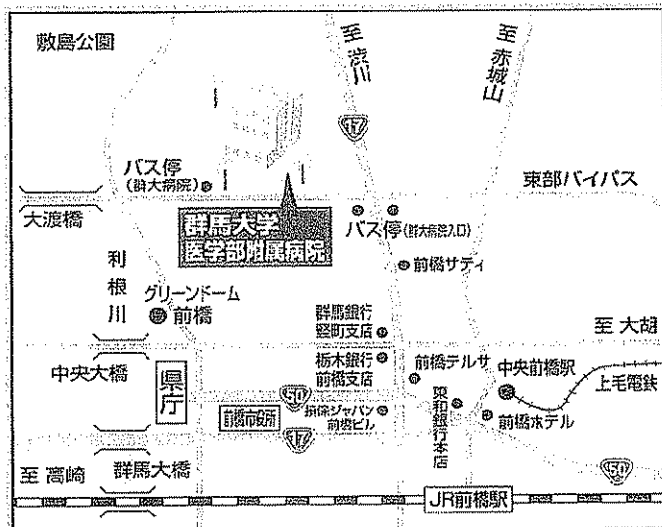 敷島公園
至 渋川
至 赤城山
17
バス停
(群大病院)
東部バイパス
大渡橋
群馬大学
医学部附属病院
バス停(群大病院入口)
前橋サティ
利根川
グリーンドーム
前橋
群馬銀行
竪町支店
至 大胡
中央大橋
県庁
栃木銀行
前橋支店
前橋テルサ
中央前橋駅
上毛電鉄
50
前橋市役所
損保ジャパン
前橋ビル
東和銀行本店
前橋ホテル
17
至 高崎
群馬大橋
50
JR前橋駅